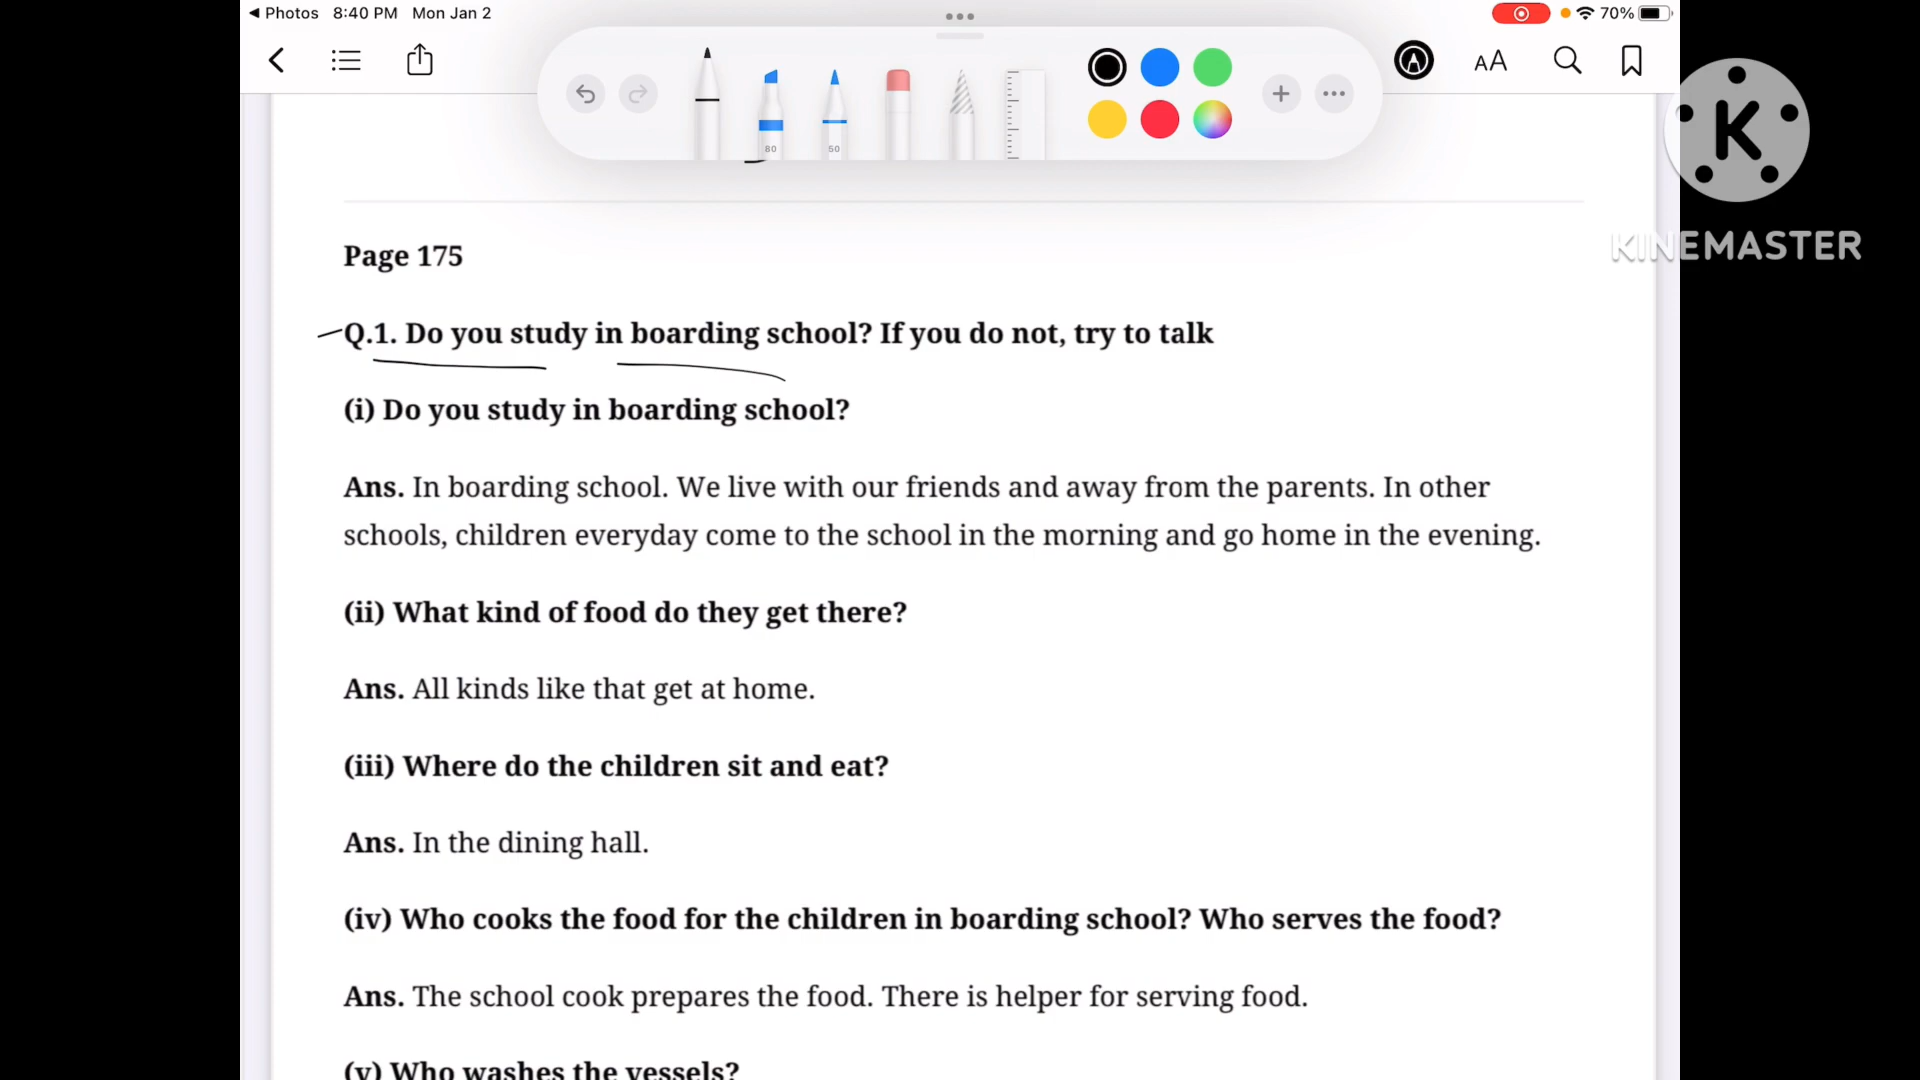 Photos 8:40 PM Mon Jan 2
70%
AA
80
50
K
KINEMASTER
Page 175
Q.1. Do you study in boarding school? If you do not, try to talk
(i) Do you study in boarding school?
Ans. In boarding school. We live with our friends and away from the parents. In other
schools, children everyday come to the school in the morning and go home in the evening.
(ii) What kind of food do they get there?
Ans. All kinds like that get at home.
(iii) Where do the children sit and eat?
Ans. In the dining hall.
(iv) Who cooks the food for the children in boarding school? Who serves the food?
Ans. The school cook prepares the food. There is helper for serving food.
(v) Who washes the vessels?